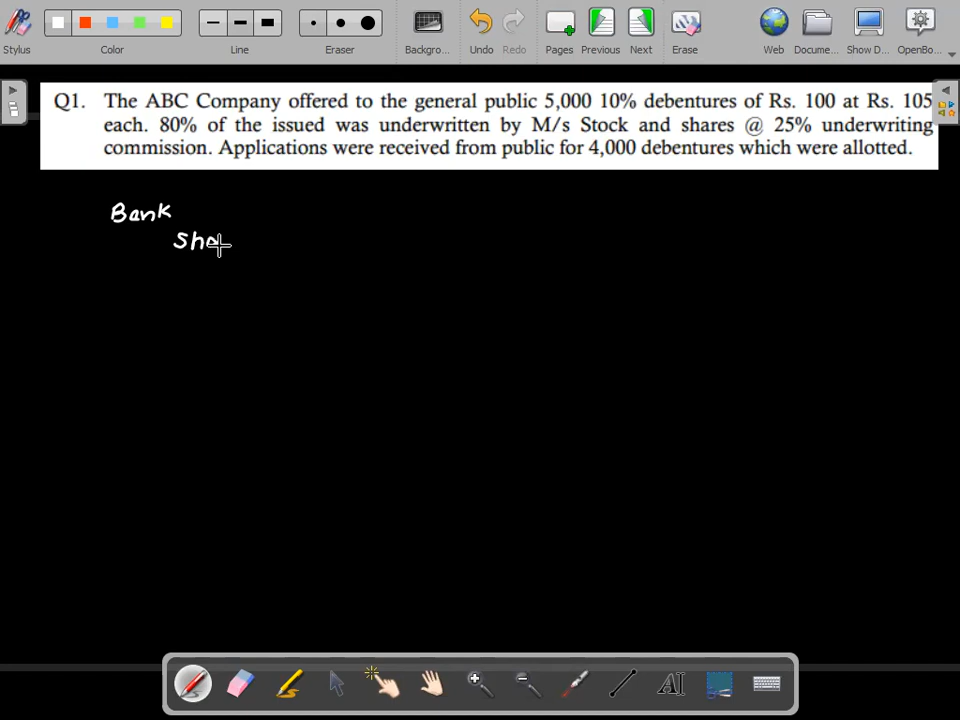 Stylus
Color
Line
Eraser
Backgro...
Undo
Redo
Pages
Previous
Next
Erase
Web
Docume...
Show D...
OpenBo...
Q1. The ABC Company offered to the general public 5,000 10% debentures of Rs. 100 at Rs. 105
each. 80% of the issued was underwritten by M/s Stock and shares @ 25% underwriting
commission. Applications were received from public for 4,000 debentures which were allotted.
Bank
Sha